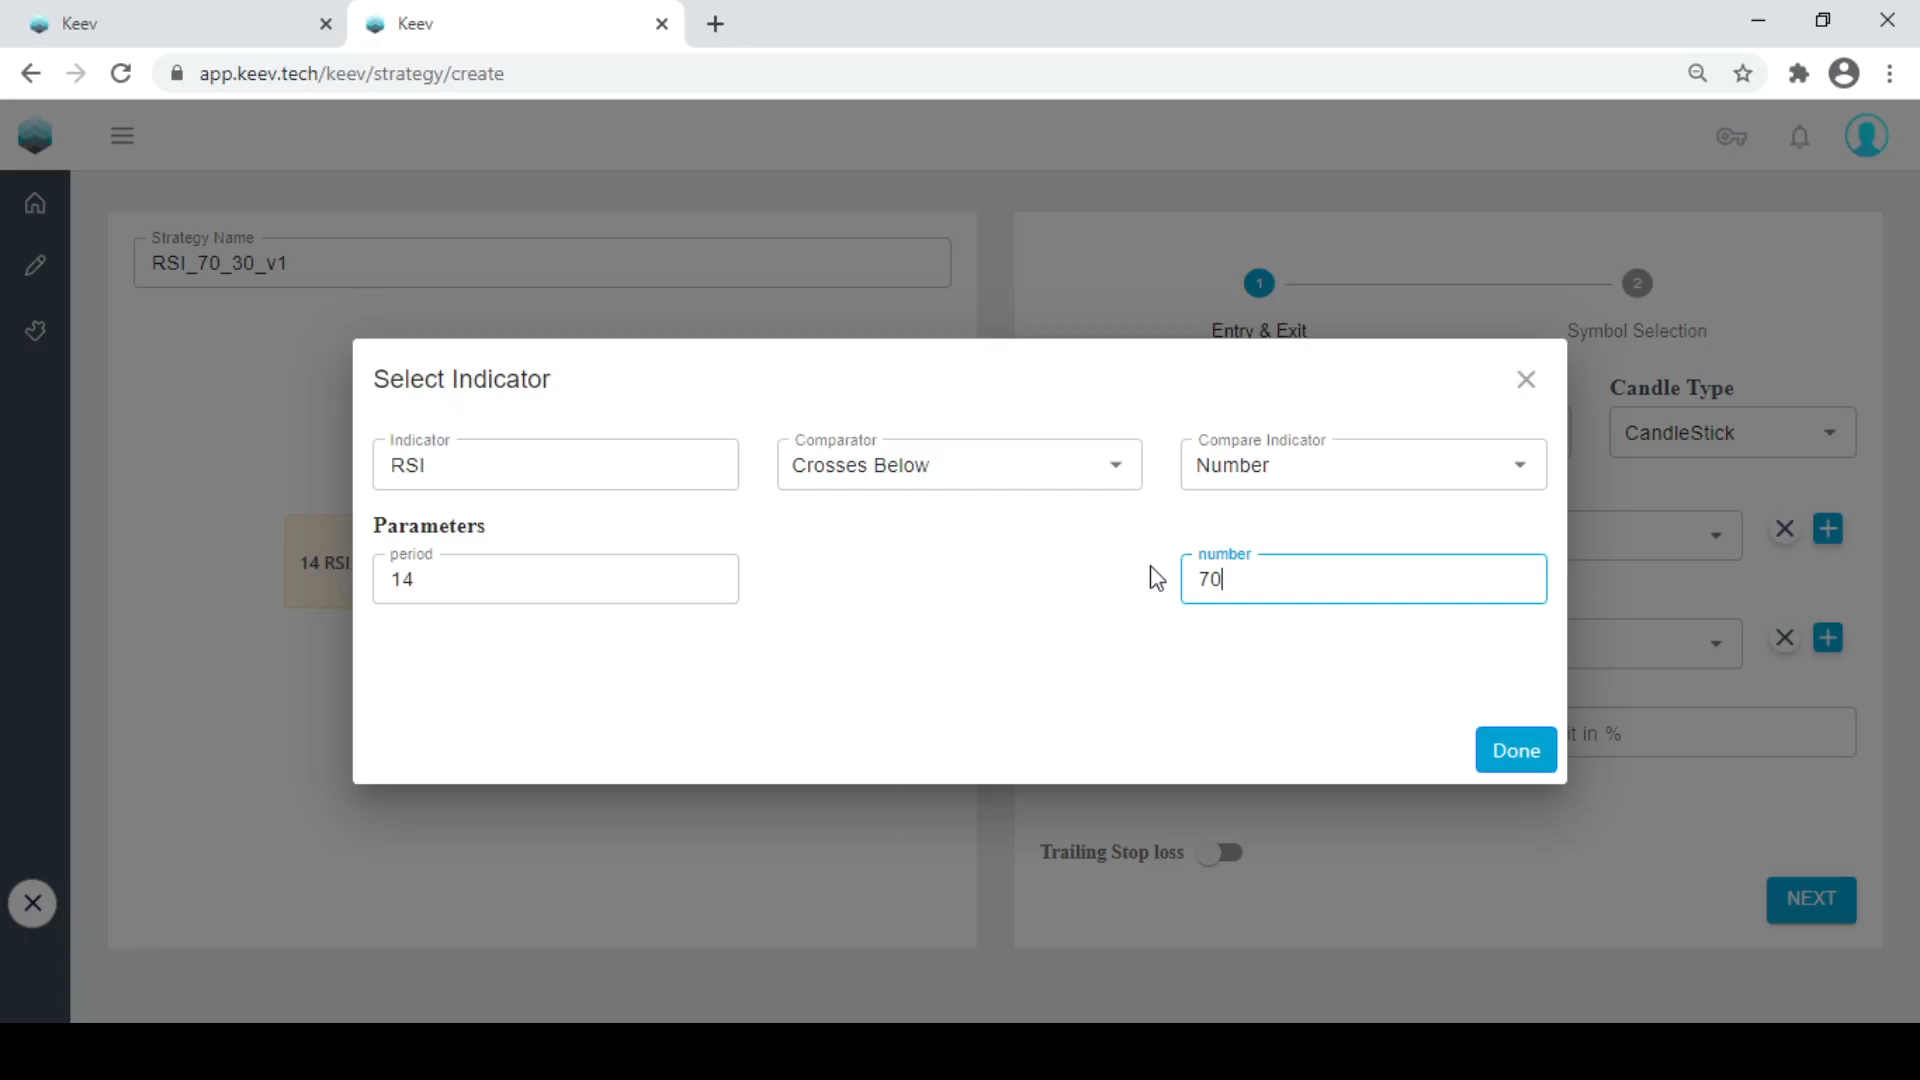 Keev
Keev
app.keev.tech/keev/strategy/create
Strategy Name
RSI_70_30_v1
1
2
Entry & Exit
Symbol Selection
Select Indicator
Candle Type
CandleStick
Indicator
RSI
Comparator
Crosses Below
Compare Indicator
Number
Parameters
period
14
number
70
14 RSI
it in %
Done
Trailing Stop loss
NEXT